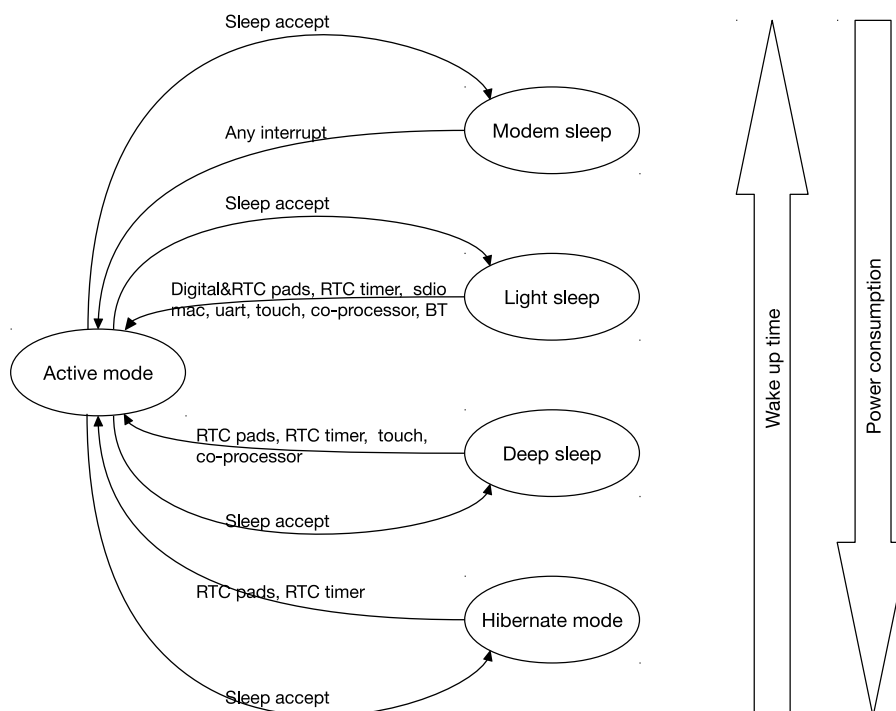 Sleep accept
Modem sleep
Any interrupt
Sleep accept
Digital&RTC pads, RTC timer, sdio
mac, uart, touch, co-processor, BT
Light sleep
Active mode
RTC pads, RTC timer, touch,
co-processor
Deep sleep
Sleep accept
RTC pads, RTC timer
Hibernate mode
Sleep accept
Wake up time
Power consumption